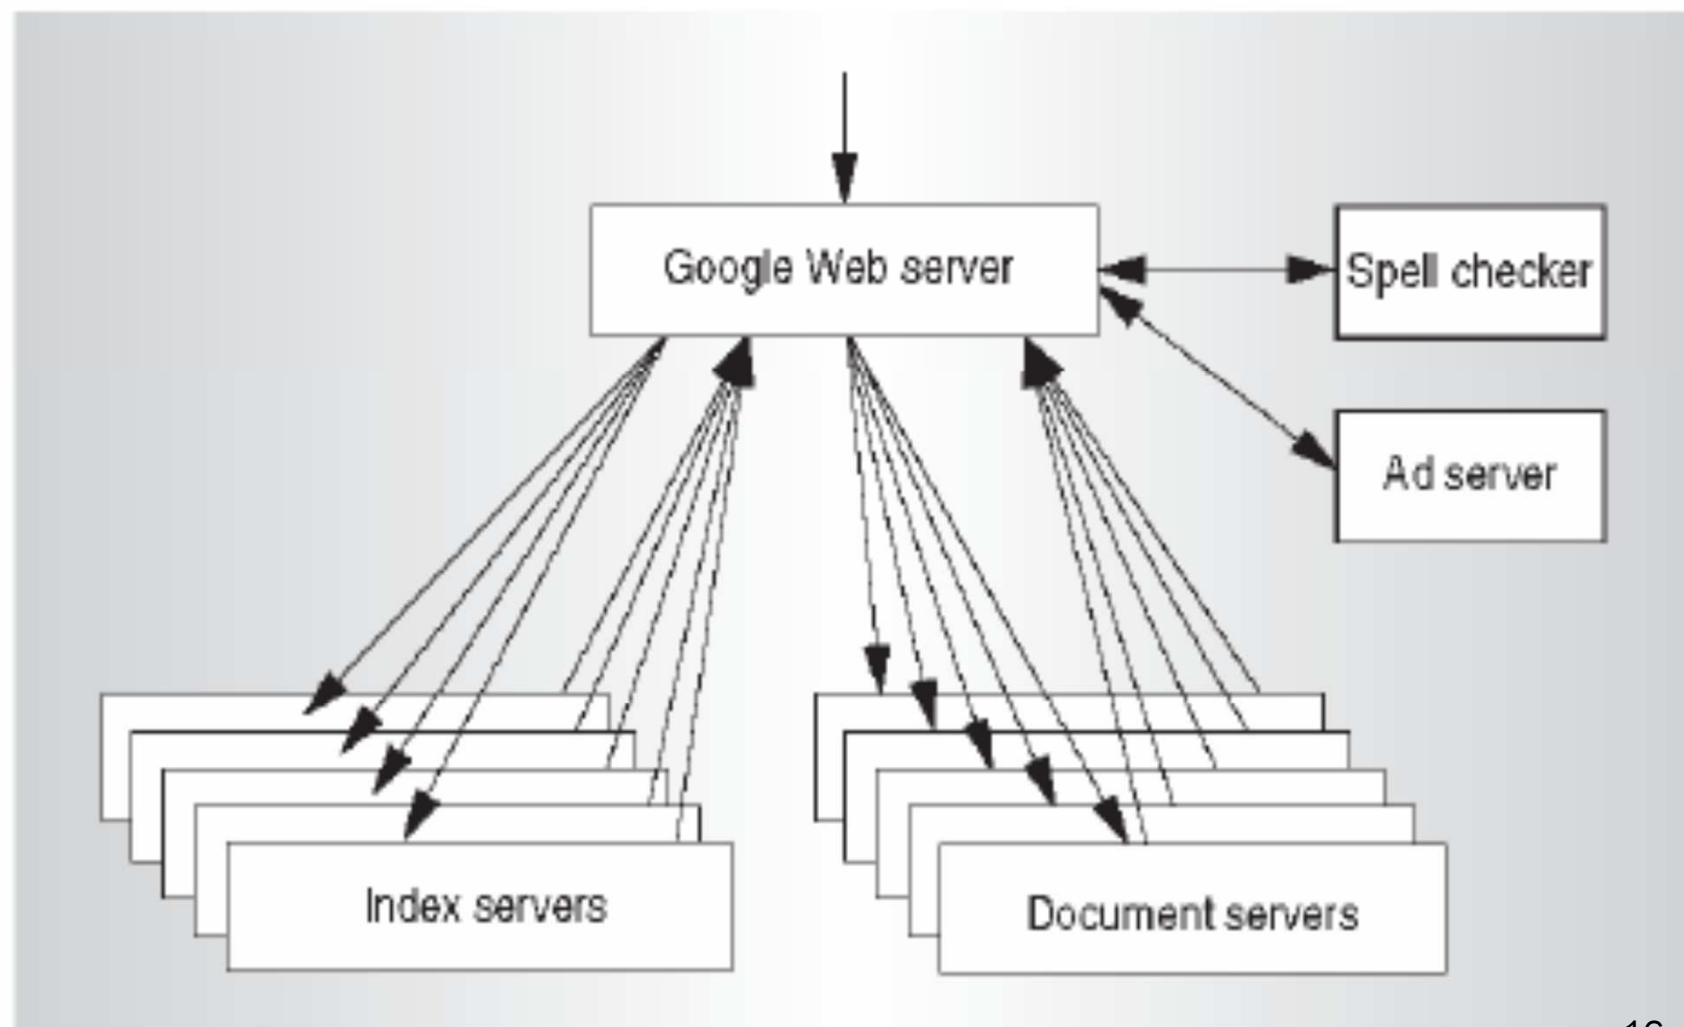 Google Web server
Spell checker
Ad server
Index servers
Document servers